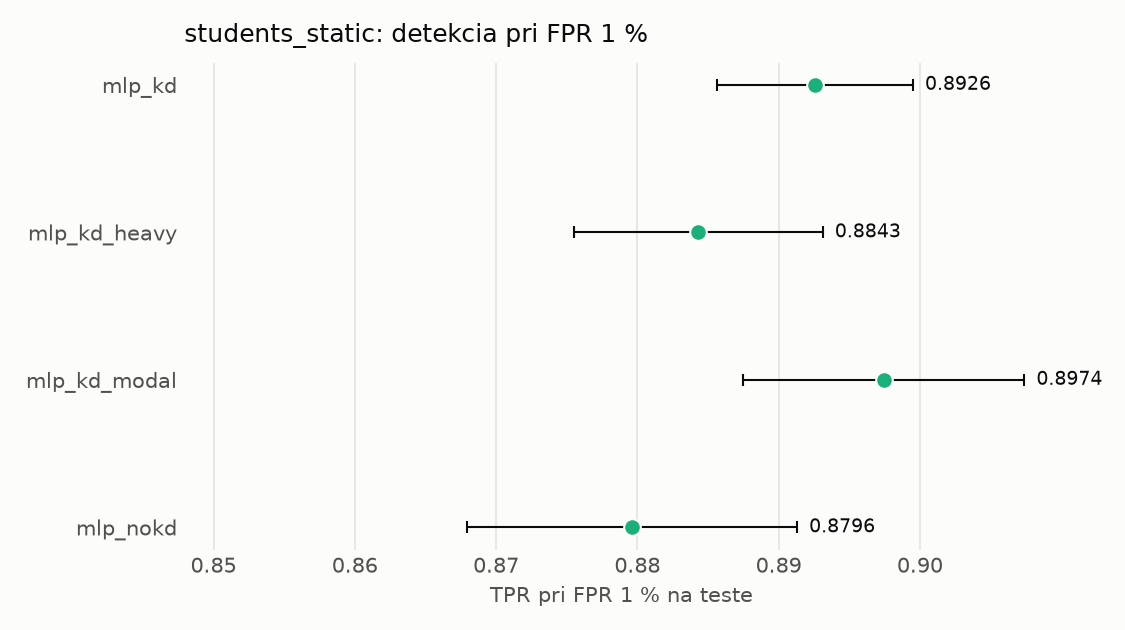 students_static: detekcia pri FPR 1 %
mlp_kd
0.8926
mlp_kd_heavy
0.8843
mlp_kd_modal
0.8974
mlp_nokd
0.8796
0.85 0.86 0.87 0.88 0.89 0.90
TPR pri FPR 1 % na teste